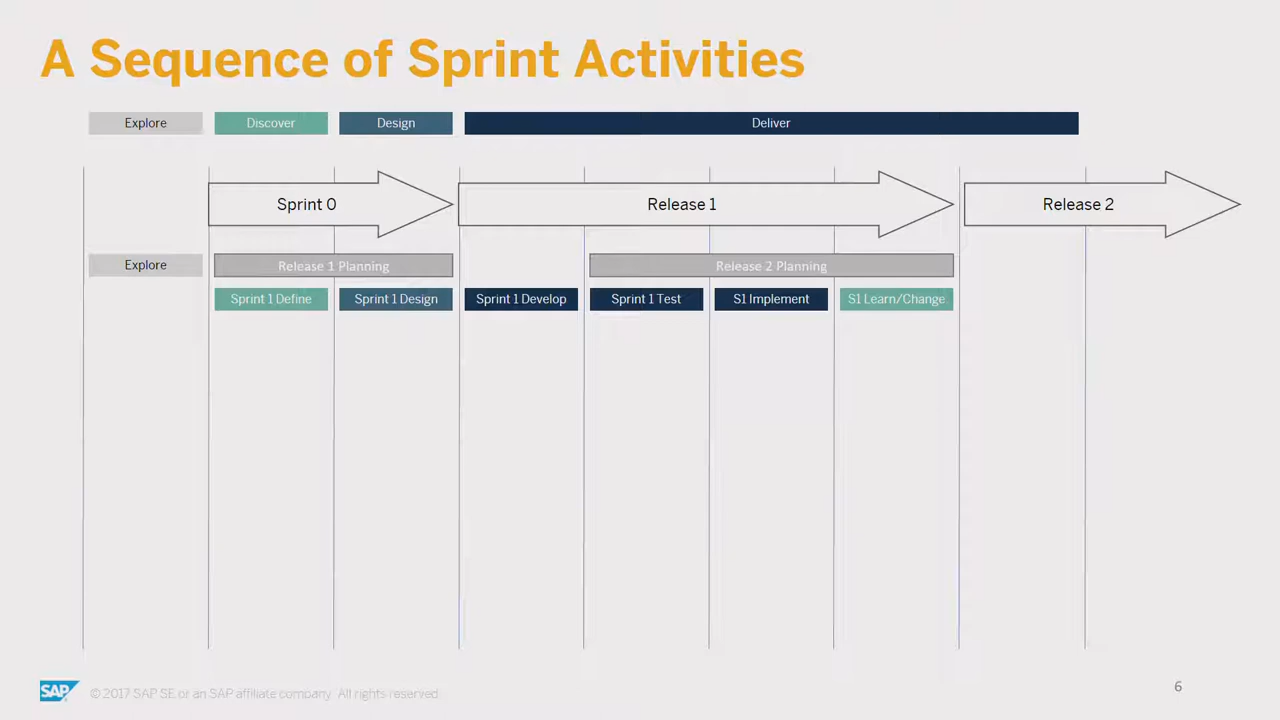 A Sequence of Sprint Activities
Explore
Discover
Design
Deliver
Sprint 0
Release 1
Release 2
Explore
Release 1 Planning
Release 2 Planning
Sprint 1 Define
Sprint 1 Design
Sprint 1 Develop
Sprint 1 Test
S1 Implement
S1 Learn/Change
SAP
© 2017 SAP SE or an SAP affiliate company. All rights reserved.
6